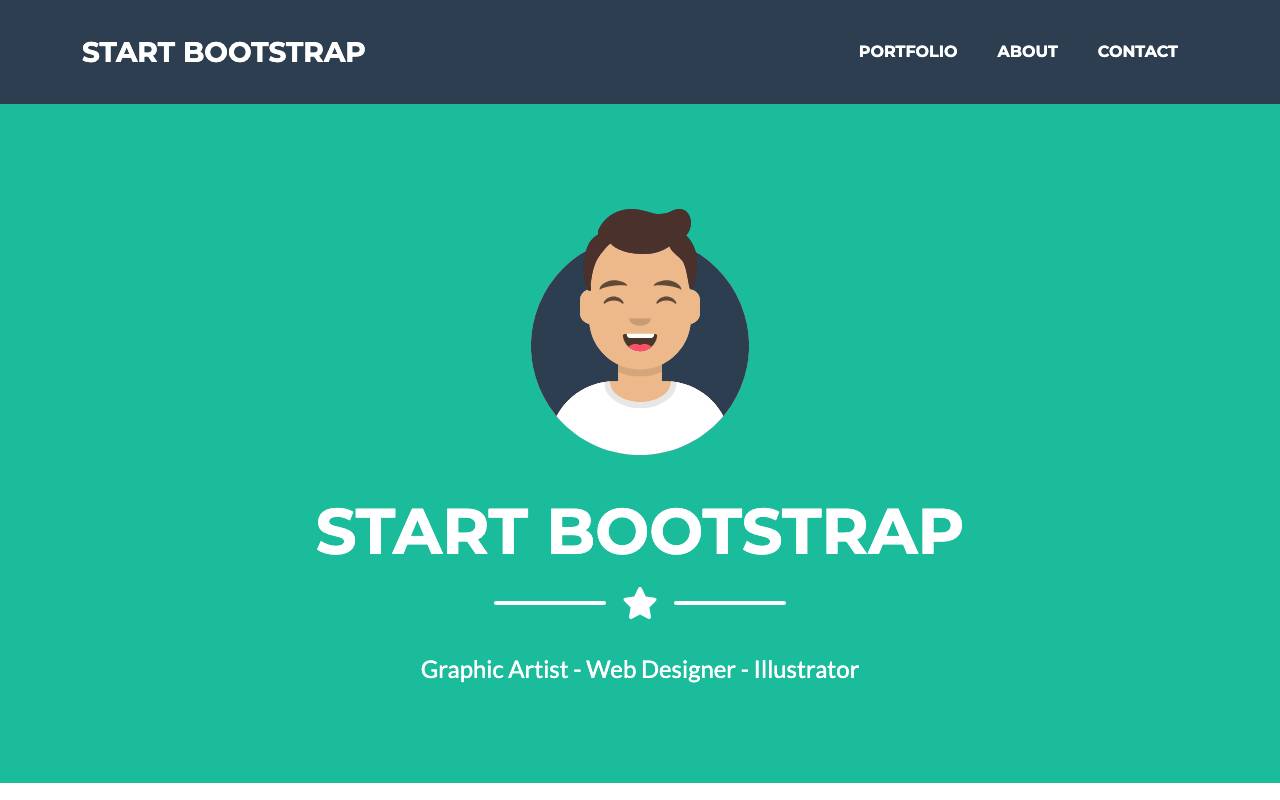 START BOOTSTRAP
PORTFOLIO ABOUT CONTACT
START BOOTSTRAP
Graphic Artist - Web Designer - Illustrator